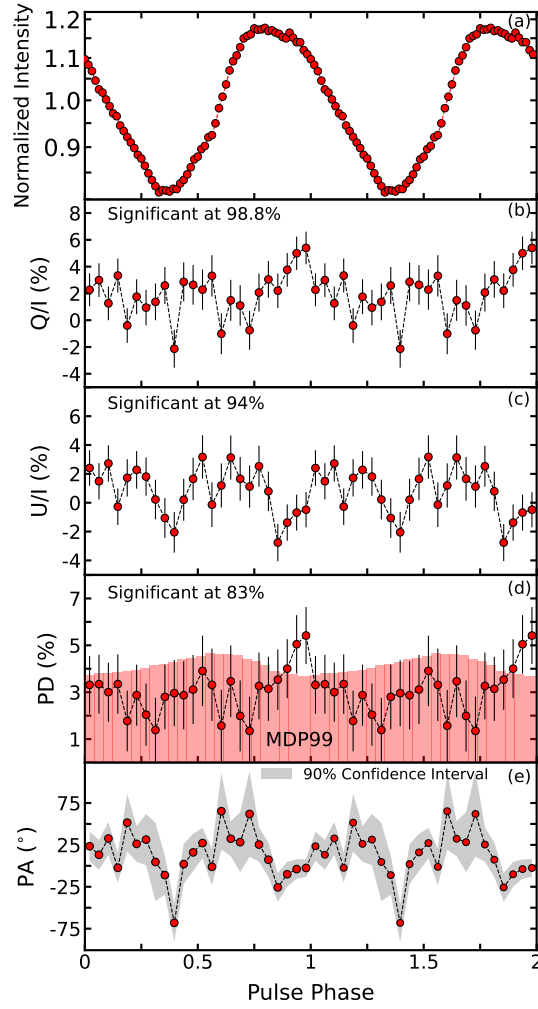 (a)
1.2
1.1
1.0
0.9
Normalized Intensity
(b)
Significant at 98.8%
8
6
4
2
0
-2
-4
Q/I (%)
(c)
Significant at 94%
6
4
2
0
-2
-4
U/I (%)
(d)
Significant at 83%
7
5
3
1
PD (%)
MDP99
90% Confidence Interval
(e)
75
25
-25
-75
PA (°)
0 0.5 1 1.5 2
Pulse Phase